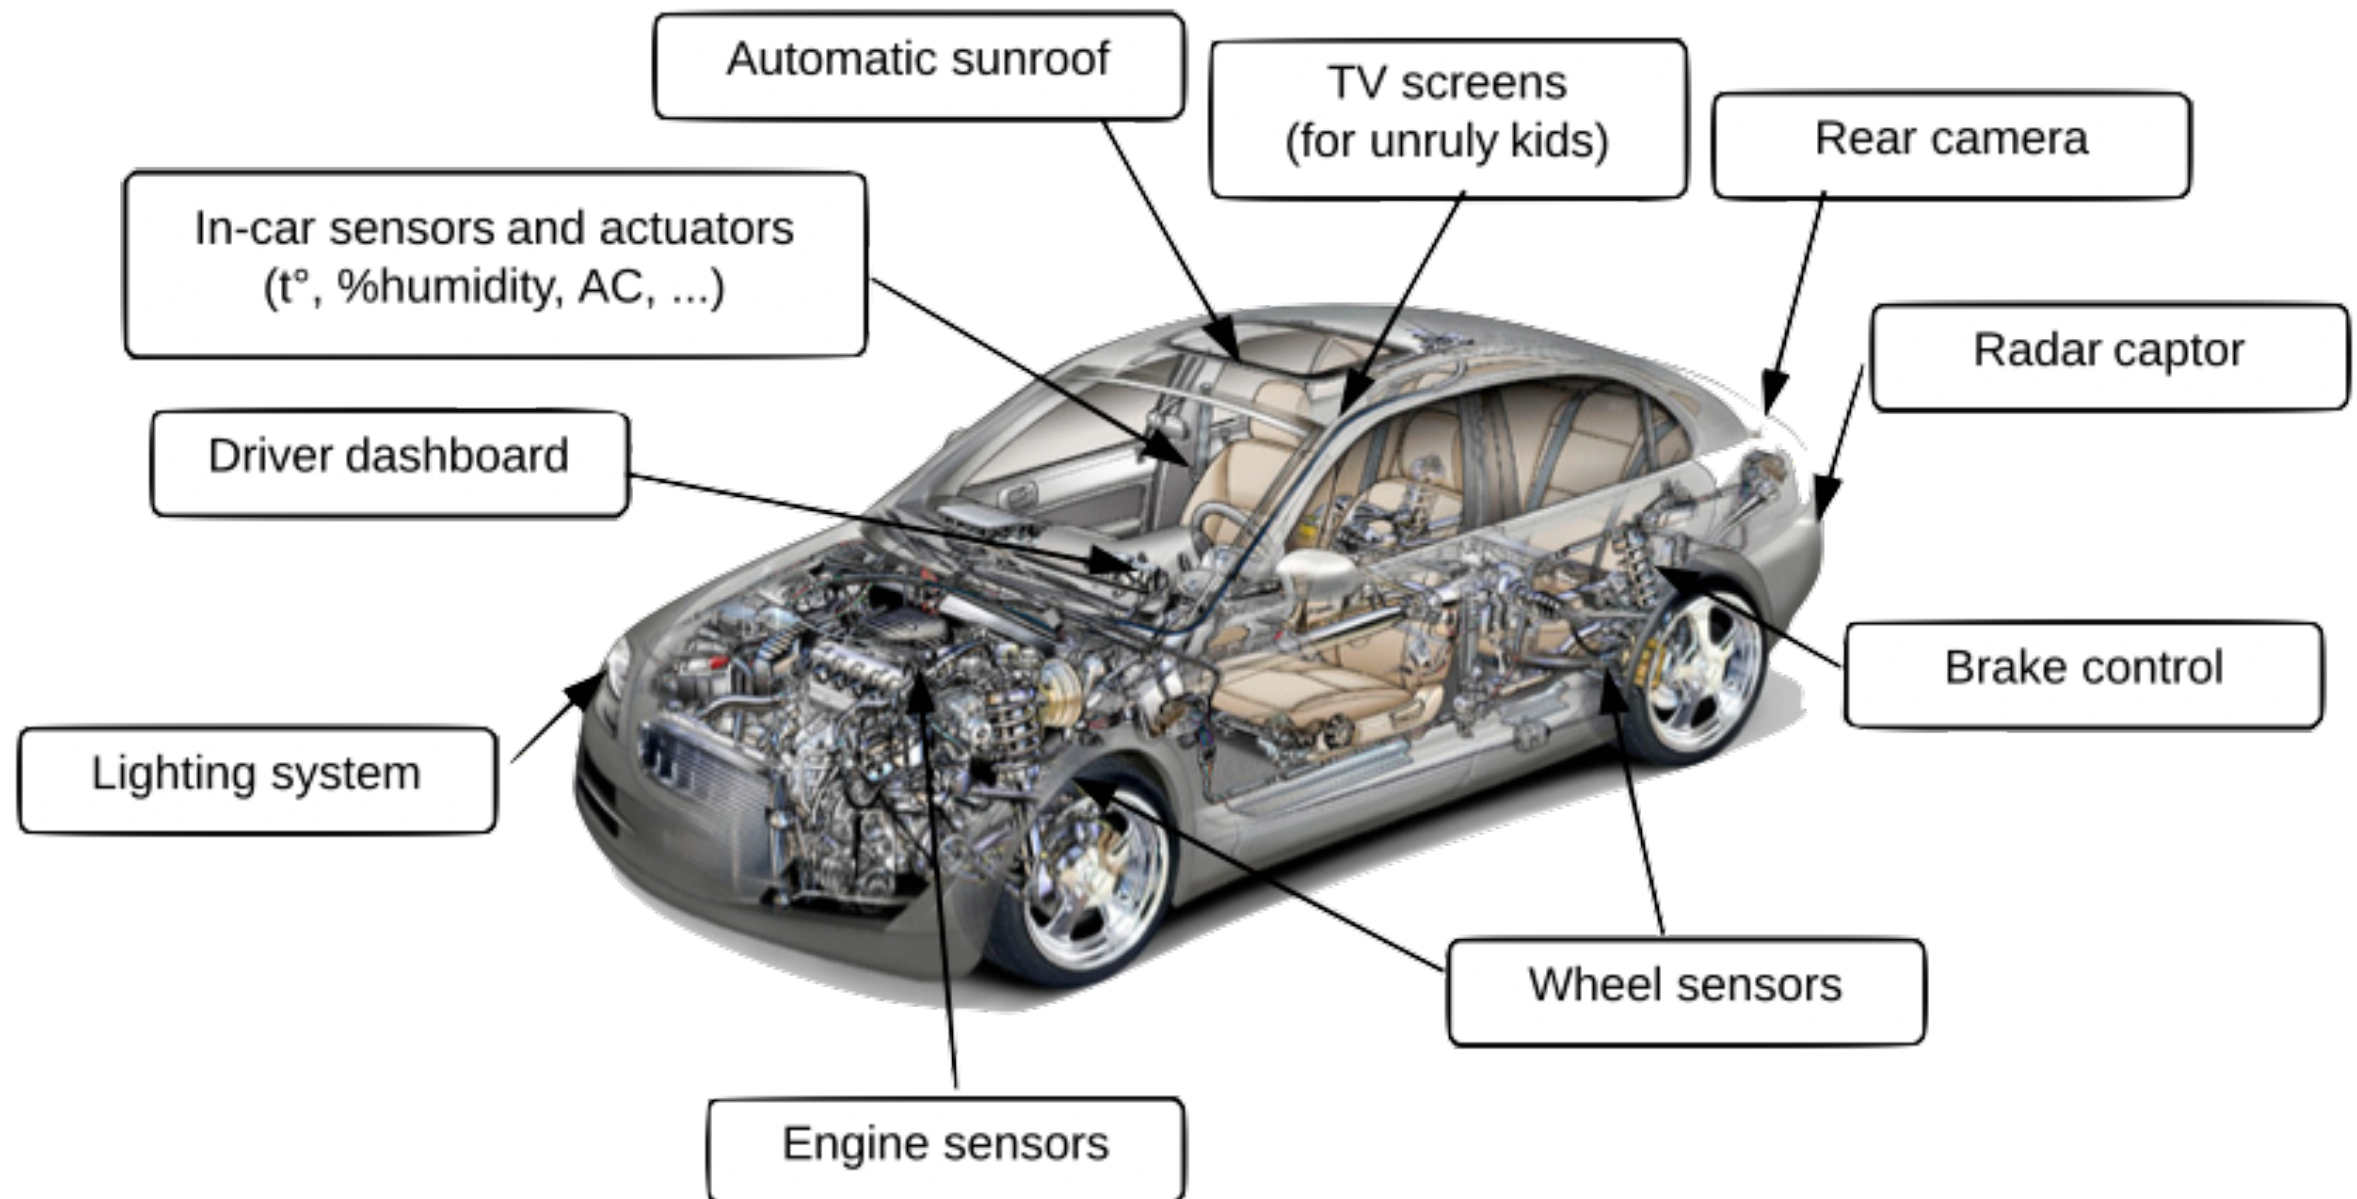 Automatic sunroof
TV screens
(for unruly kids)
Rear camera
In-car sensors and actuators
(t°, %humidity, AC, ...)
Radar captor
Driver dashboard
Brake control
Lighting system
Wheel sensors
Engine sensors